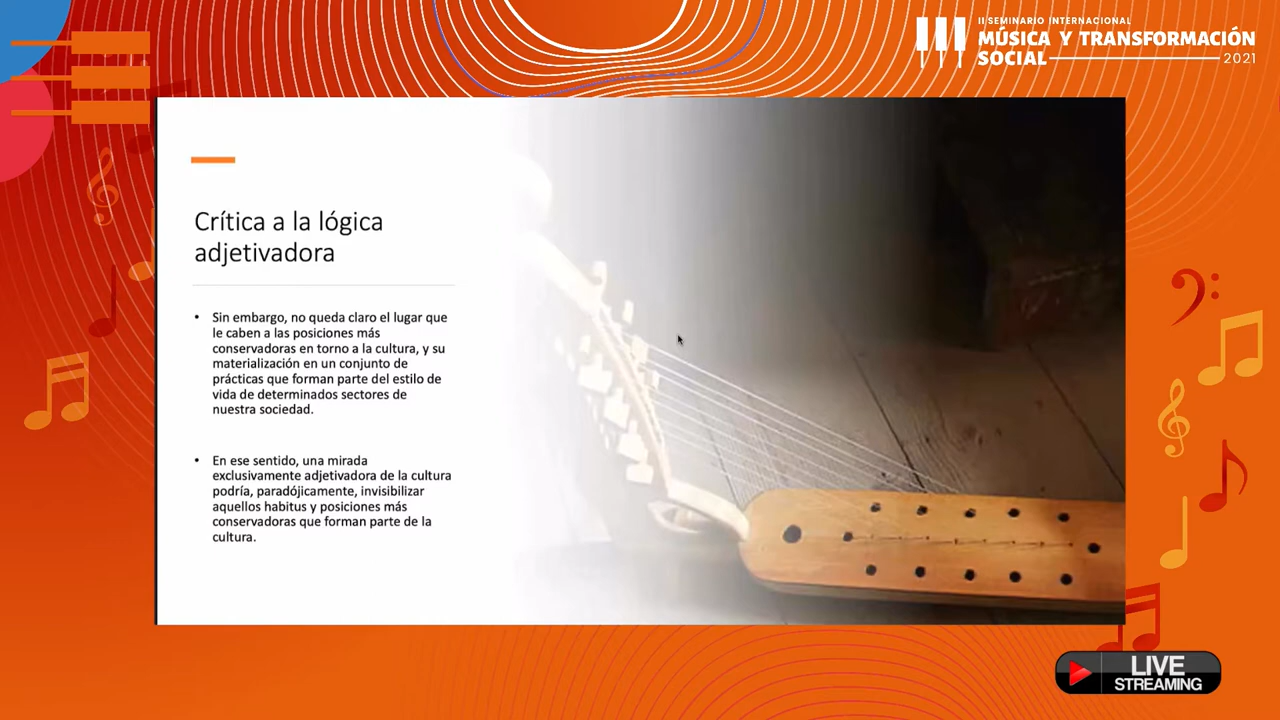 II SEMINARIO INTERNACIONAL
MÚSICA Y TRANSFORMACIÓN
SOCIAL 2021
Crítica a la lógica
adjetivadora
• Sin embargo, no queda claro el lugar que
le caben a las posiciones más
conservadoras en torno a la cultura, y su
materialización en un conjunto de
prácticas que forman parte del estilo de
vida de determinados sectores de
nuestra sociedad.
• En ese sentido, una mirada
exclusivamente adjetivadora de la cultura
podría, paradójicamente, invisibilizar
aquellos habitus y posiciones más
conservadoras que forman parte de la
cultura.
LIVE
STREAMING